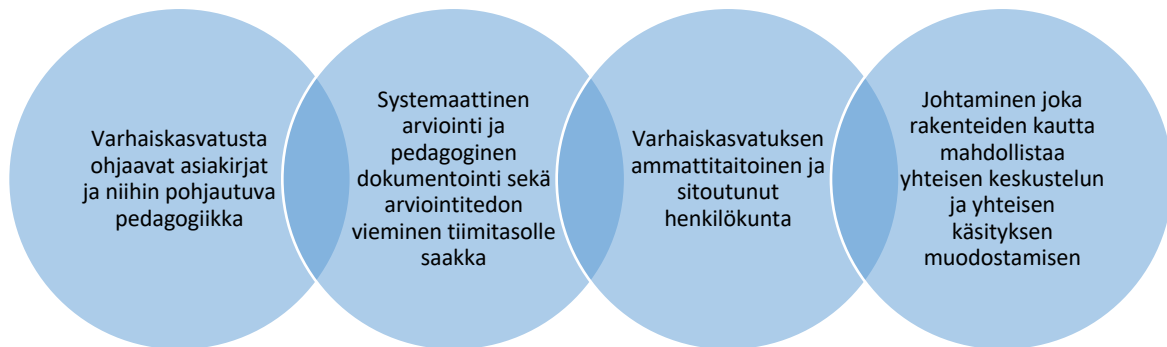 Varhaiskasvatusta
ohjaavat asiakirjat
ja niihin pohjautuva
pedagogiikka
Systemaattinen
arviointi ja
pedagoginen
dokumentointi sekä
arviointitedon
vieminen tiimitasolle
saakka
Varhaiskasvatuksen
ammattitaitoinen ja
sitoutunut
henkilökunta
Johtaminen joka
rakenteiden kautta
mahdollistaa
yhteisen keskustelun
ja yhteisen
käsityksen
muodostamisen